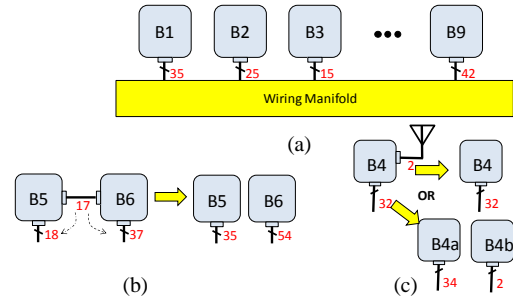 B1 B2 B3 ••• B9
35 25 15 42
Wiring Manifold
(a)
B5 B6 B5 B6
17
18 37 35 54
(b)
B4 B4
2
32 OR 32
B4a B4b
34 2
(c)